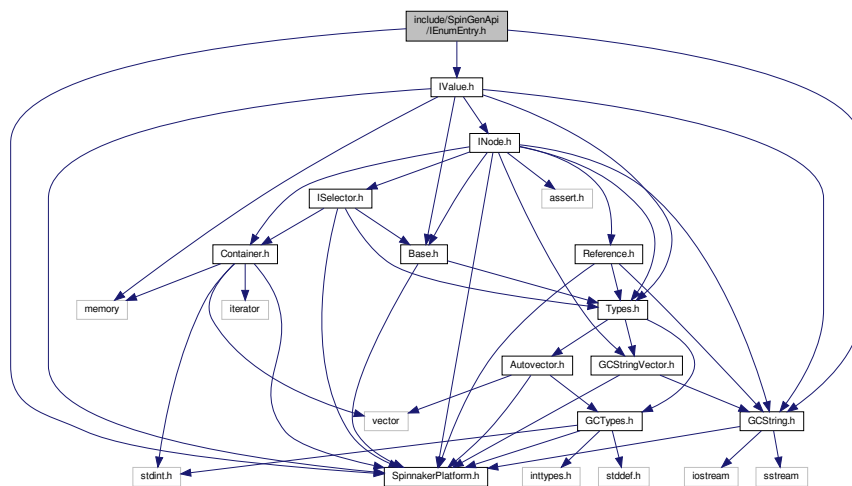 include/SpinGenApi
/IEnumEntry.h
IValue.h
INode.h
ISelector.h
assert.h
Container.h
Base.h
Reference.h
memory
iterator
Types.h
Autovector.h
GCStringVector.h
vector
GCTypes.h
GCString.h
stdint.h
SpinnakerPlatform.h
inttypes.h
stddef.h
iostream
sstream